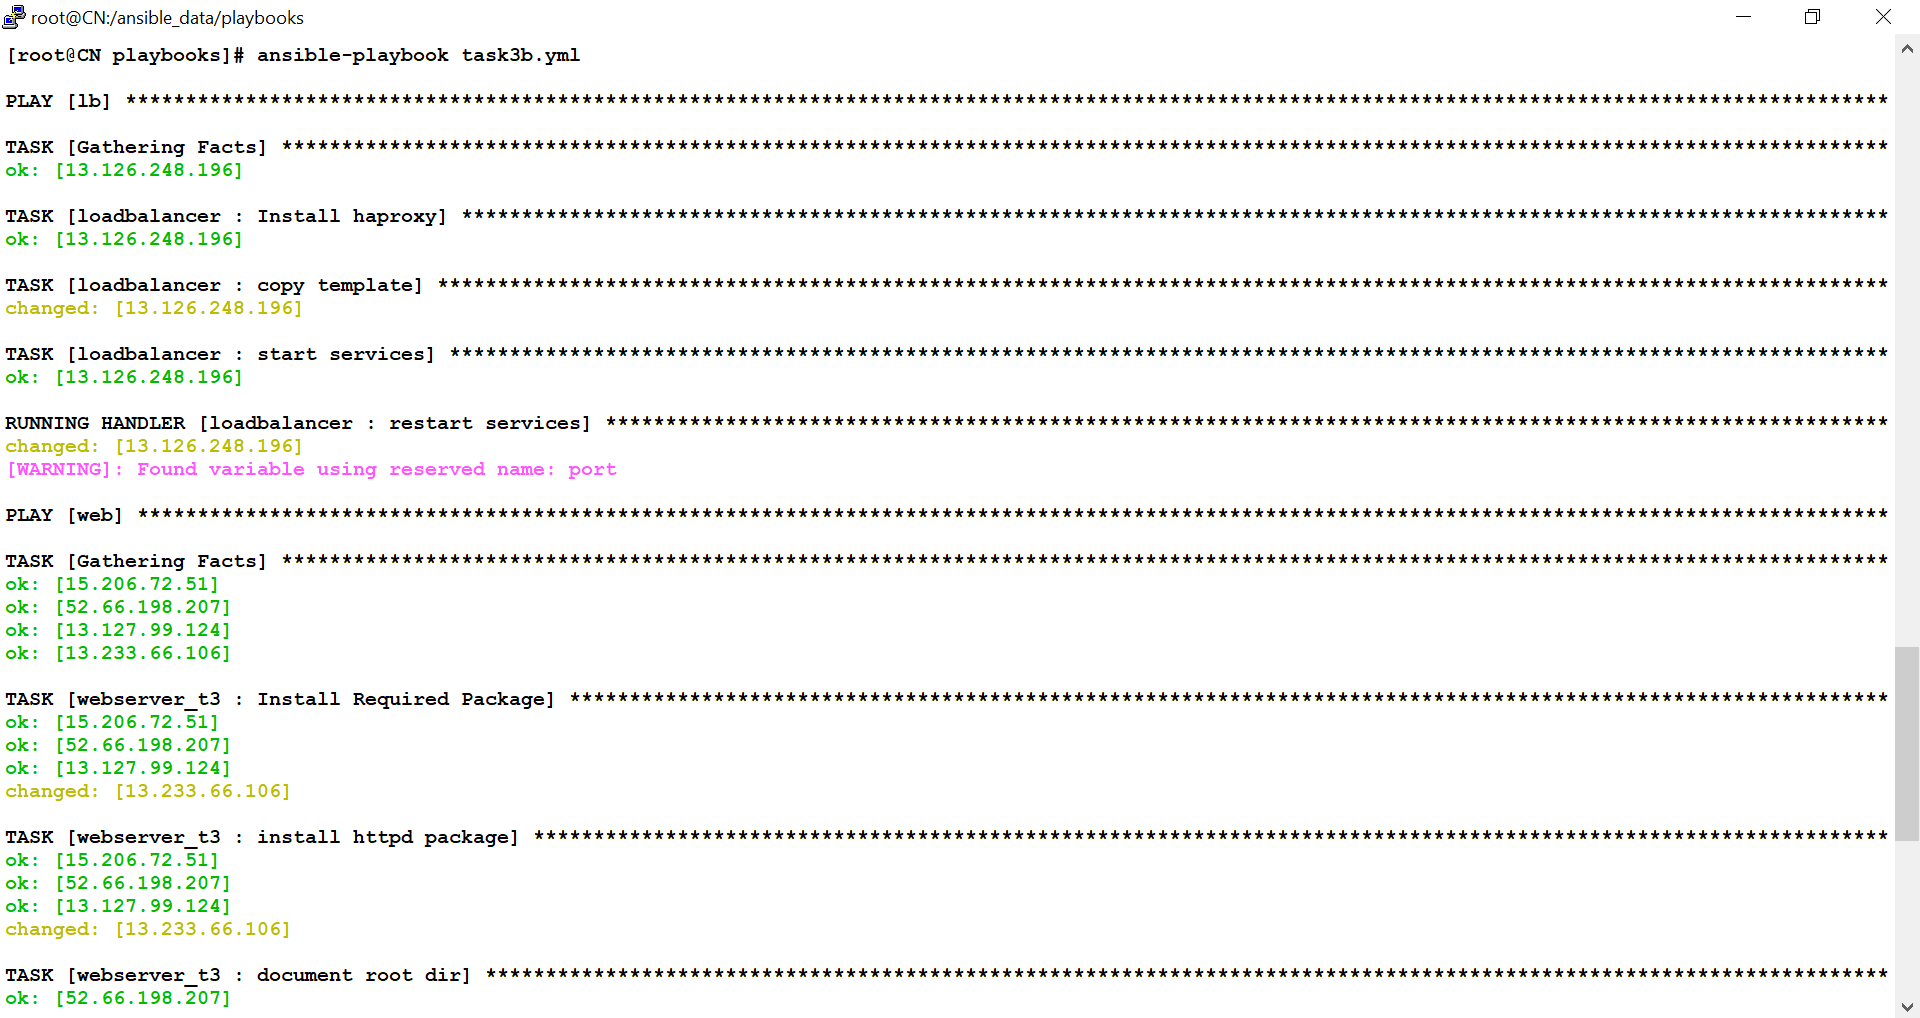 root@CN:/ansible_data/playbooks
[root@CN playbooks]# ansible-playbook task3b.yml
PLAY [lb] ***************************************************************************************************************************************************
TASK [Gathering Facts] **************************************************************************************************************************************
ok: [13.126.248.196]
TASK [loadbalancer : Install haproxy] ***********************************************************************************************************************
ok: [13.126.248.196]
TASK [loadbalancer : copy template] *************************************************************************************************************************
changed: [13.126.248.196]
TASK [loadbalancer : start services] ************************************************************************************************************************
ok: [13.126.248.196]
RUNNING HANDLER [loadbalancer : restart services] ***********************************************************************************************************
changed: [13.126.248.196]
[WARNING]: Found variable using reserved name: port
PLAY [web] **************************************************************************************************************************************************
TASK [Gathering Facts] **************************************************************************************************************************************
ok: [15.206.72.51]
ok: [52.66.198.207]
ok: [13.127.99.124]
ok: [13.233.66.106]
TASK [webserver_t3 : Install Required Package] **************************************************************************************************************
ok: [15.206.72.51]
ok: [52.66.198.207]
ok: [13.127.99.124]
changed: [13.233.66.106]
TASK [webserver_t3 : install httpd package] *****************************************************************************************************************
ok: [15.206.72.51]
ok: [52.66.198.207]
ok: [13.127.99.124]
changed: [13.233.66.106]
TASK [webserver_t3 : document root dir] *********************************************************************************************************************
ok: [52.66.198.207]